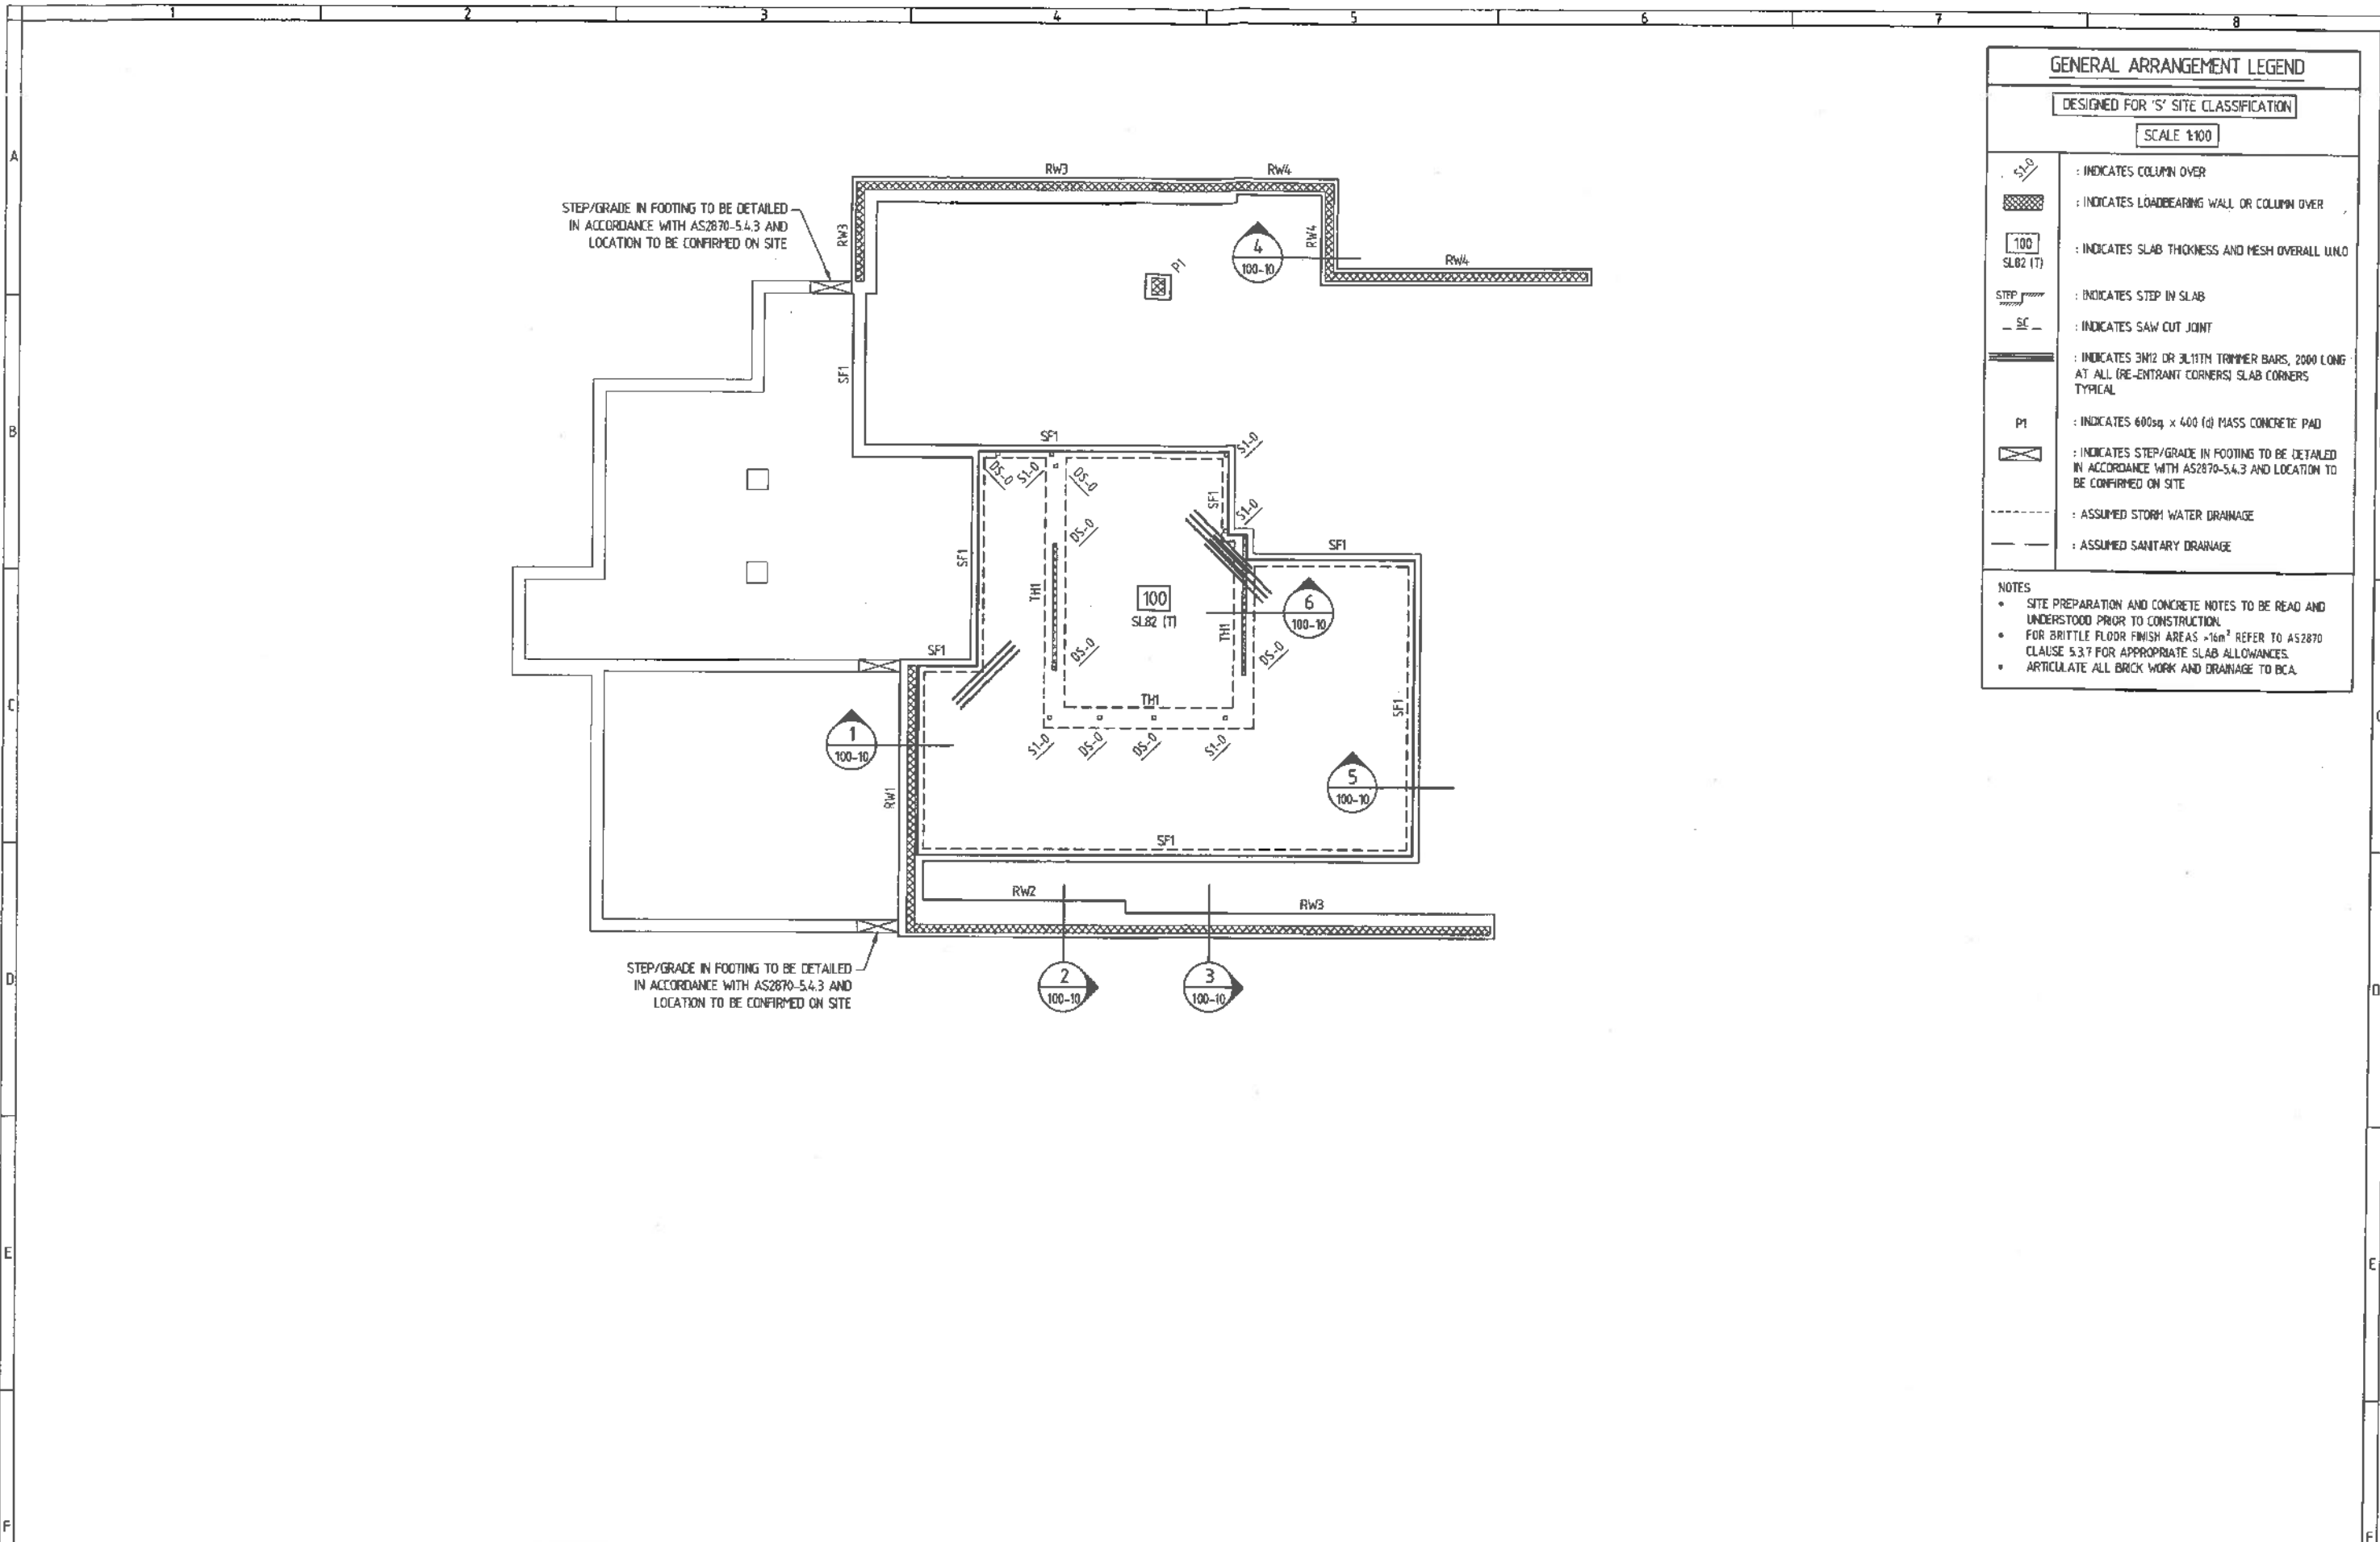 1 2 3 4 5 6 7 8
A
B
C
D
E
F
C
D
E
F
GENERAL ARRANGEMENT LEGEND
DESIGNED FOR 'S' SITE CLASSIFICATION
SCALE 1:100
S1-0
: INDICATES COLUMN OVER
: INDICATES LOADBEARING WALL OR COLUMN OVER
100
SL82 (T)
: INDICATES SLAB THICKNESS AND MESH OVERALL U.N.O
STEP
: INDICATES STEP IN SLAB
SC
: INDICATES SAW CUT JOINT
: INDICATES 3N12 OR 3L11TM TRIMMER BARS, 2000 LONG
AT ALL (RE-ENTRANT CORNERS) SLAB CORNERS
TYPICAL
P1
: INDICATES 600sq. x 400 (d) MASS CONCRETE PAD
: INDICATES STEP/GRADE IN FOOTING TO BE DETAILED
IN ACCORDANCE WITH AS2870-5.4.3 AND LOCATION TO
BE CONFIRMED ON SITE
: ASSUMED STORM WATER DRAINAGE
: ASSUMED SANITARY DRAINAGE
NOTES
• SITE PREPARATION AND CONCRETE NOTES TO BE READ AND
UNDERSTOOD PRIOR TO CONSTRUCTION.
• FOR BRITTLE FLOOR FINISH AREAS >16m² REFER TO AS2870
CLAUSE 5.3.7 FOR APPROPRIATE SLAB ALLOWANCES.
• ARTICULATE ALL BRICK WORK AND DRAINAGE TO BCA.
RW3
RW4
STEP/GRADE IN FOOTING TO BE DETAILED
IN ACCORDANCE WITH AS2870-5.4.3 AND
LOCATION TO BE CONFIRMED ON SITE
RW3
RW4
4
100-10
RW4
P1
SF1
SF1
S1-0
DS-0
S1-0
DS-0
SF1
S1-0
DS-0
SF1
SF1
TH1
100
SL82 (T)
6
100-10
TH1
DS-0
DS-0
SF1
TH1
SF1
1
100-10
S1-0
DS-0
DS-0
S1-0
5
100-10
RW1
SF1
RW2
RW3
STEP/GRADE IN FOOTING TO BE DETAILED
IN ACCORDANCE WITH AS2870-5.4.3 AND
LOCATION TO BE CONFIRMED ON SITE
2
100-10
3
100-10